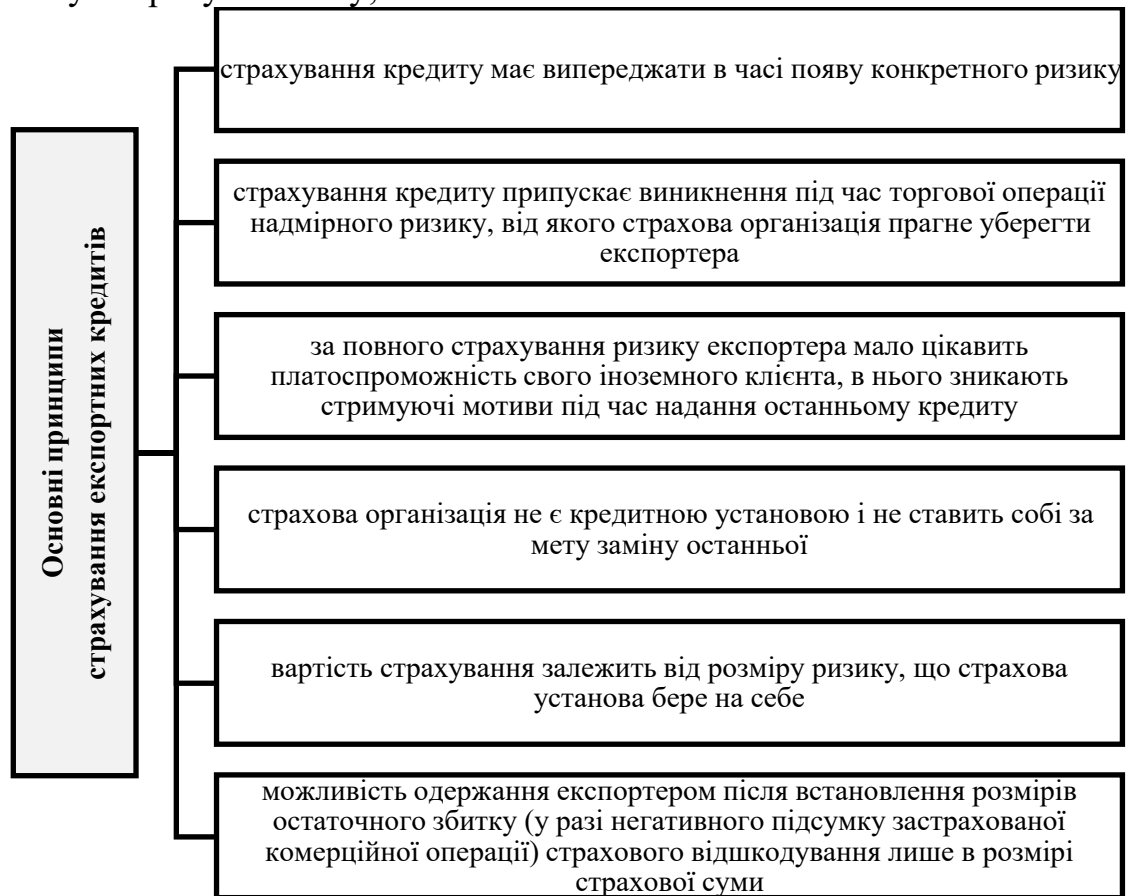 страхування кредиту має випереджати в часі появу конкретного ризику
страхування кредиту припускає виникнення під час торгової операції
надмірного ризику, від якого страхова організація прагне уберегти
експортера
за повного страхування ризику експортера мало цікавить
платоспроможність свого іноземного клієнта, в нього зникають
стримуючі мотиви під час надання останньому кредиту
Основні принципи
страхування експортних кредитів
страхова організація не є кредитною установою і не ставить собі за
мету заміну останньої
вартість страхування залежить від розміру ризику, що страхова
установа бере на себе
можливість одержання експортером після встановлення розмірів
остаточного збитку (у разі негативного підсумку застрахованої
комерційної операції) страхового відшкодування лише в розмірі
страхової суми